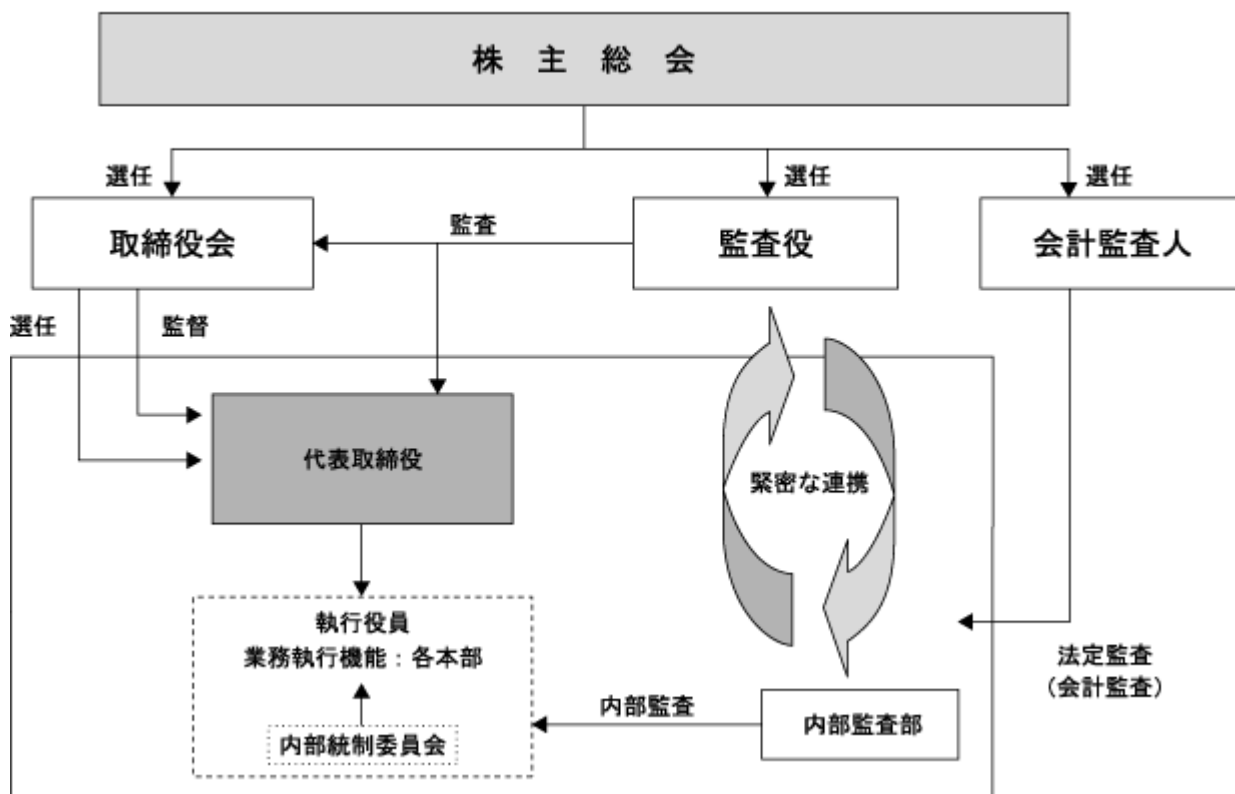 株 主 総 会
選任
選任
選任
取締役会
監査
監査役
会計監査人
選任
監督
代表取締役
緊密な連携
執行役員
業務執行機能：各本部
法定監査
（会計監査）
内部監査
内部監査部
内部統制委員会